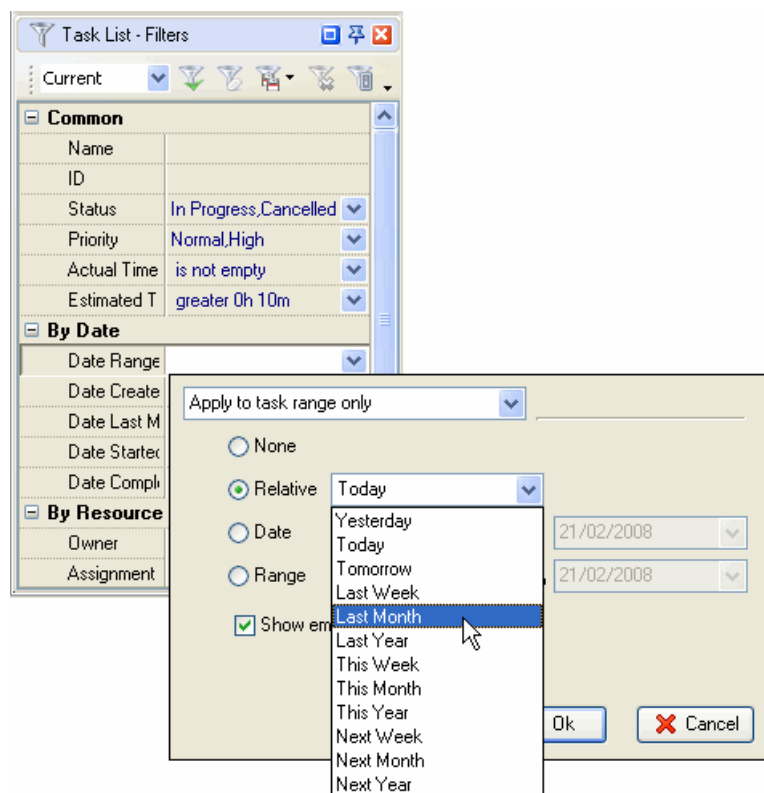 Task List - Filters
Current
Common
Name
ID
Status In Progress,Cancelled
Priority Normal,High
Actual Time is not empty
Estimated T greater 0h 10m
By Date
Date Range
Date Create
Date Last M
Date Started
Date Comple
By Resource
Owner
Assignment
Apply to task range only
None
Relative Today
Date 21/02/2008
Range 21/02/2008
Show em
Yesterday
Today
Tomorrow
Last Week
Last Month
Last Year
This Week
This Month
This Year
Next Week
Next Month
Next Year
Ok Cancel